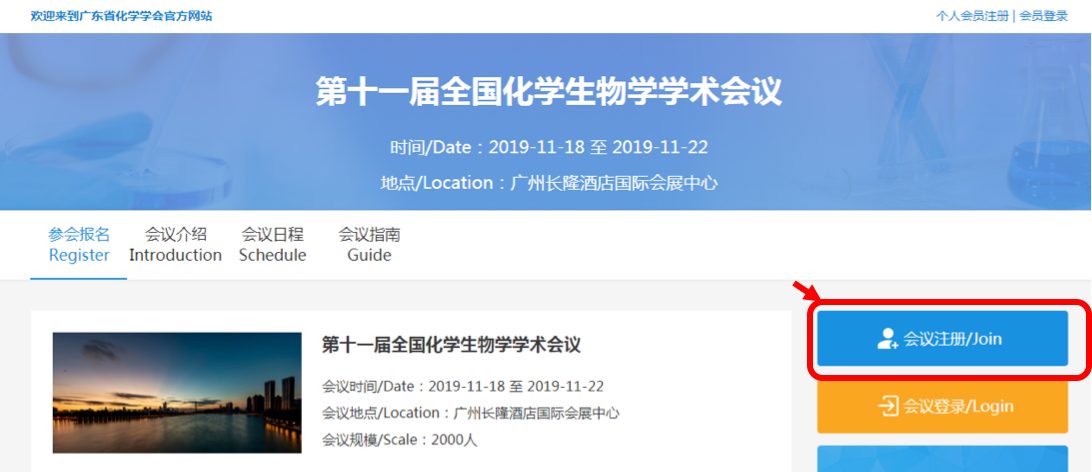 欢迎来到广东省化学学会官方网站
个人会员注册 | 会员登录
第十一届全国化学生物学学术会议
时间/Date：2019-11-18 至 2019-11-22
地点/Location：广州长隆酒店国际会展中心
参会报名 会议介绍 会议日程 会议指南
Register Introduction Schedule Guide
第十一届全国化学生物学学术会议
会议时间/Date：2019-11-18 至 2019-11-22
会议地点/Location：广州长隆酒店国际会展中心
会议规模/Scale：2000人
会议注册/Join
会议登录/Login